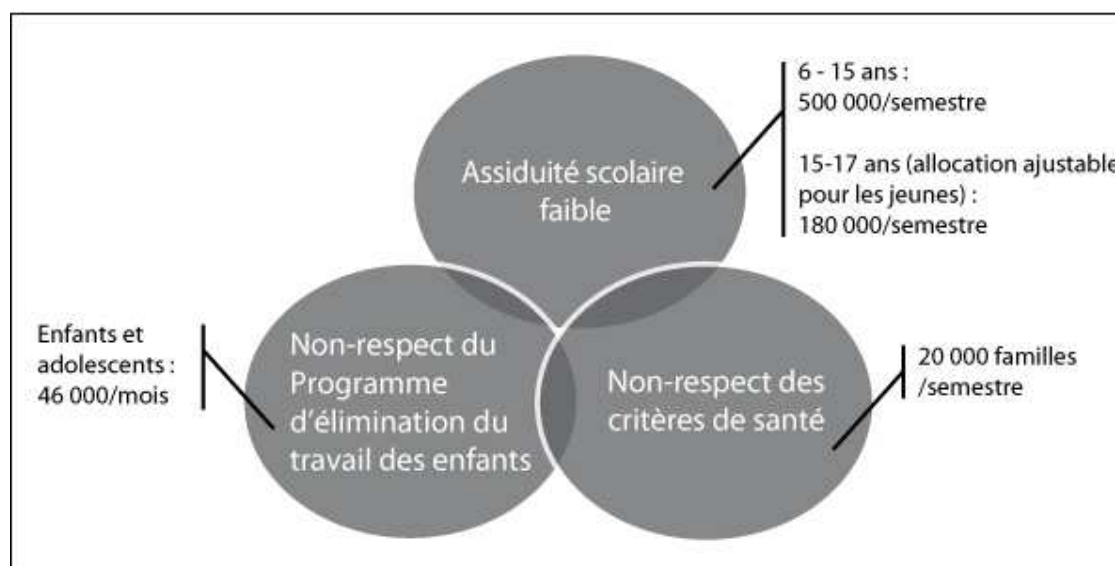 6 - 15 ans :
500 000/semestre
15-17 ans (allocation ajustable
pour les jeunes) :
180 000/semestre
Assiduité scolaire
faible
Enfants et
adolescents :
46 000/mois
Non-respect du
Programme
d'élimination du
travail des enfants
Non-respect des
critères de santé
20 000 familles
/semestre